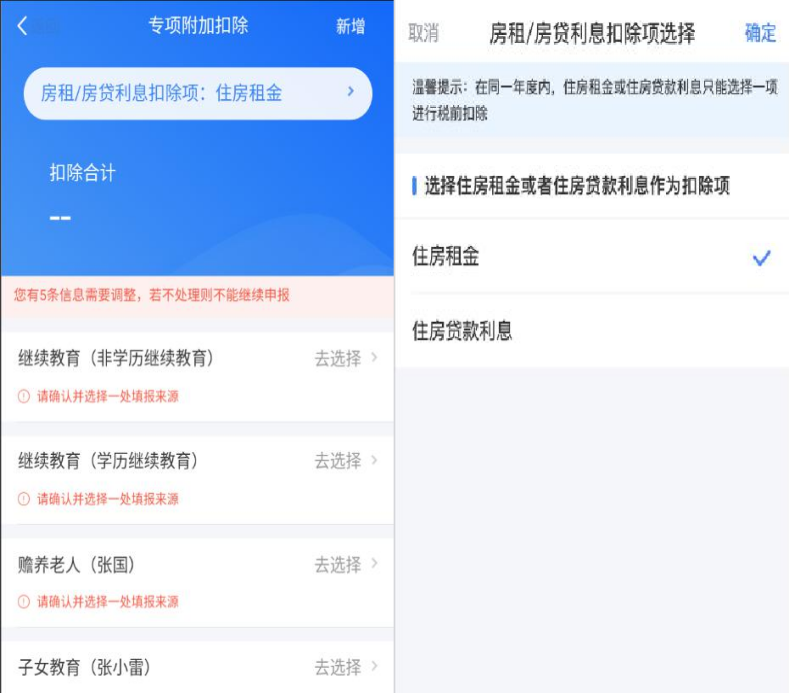 专项附加扣除
新增
房租/房贷利息扣除项：住房租金
扣除合计
--
您有5条信息需要调整，若不处理则不能继续申报
继续教育（非学历继续教育）
去选择
请确认并选择一处填报来源
继续教育（学历继续教育）
去选择
请确认并选择一处填报来源
赡养老人（张国）
去选择
请确认并选择一处填报来源
子女教育（张小雷）
去选择
取消
房租/房贷利息扣除项选择
确定
温馨提示：在同一年度内，住房租金或住房贷款利息只能选择一项
进行税前扣除
选择住房租金或者住房贷款利息作为扣除项
住房租金
住房贷款利息